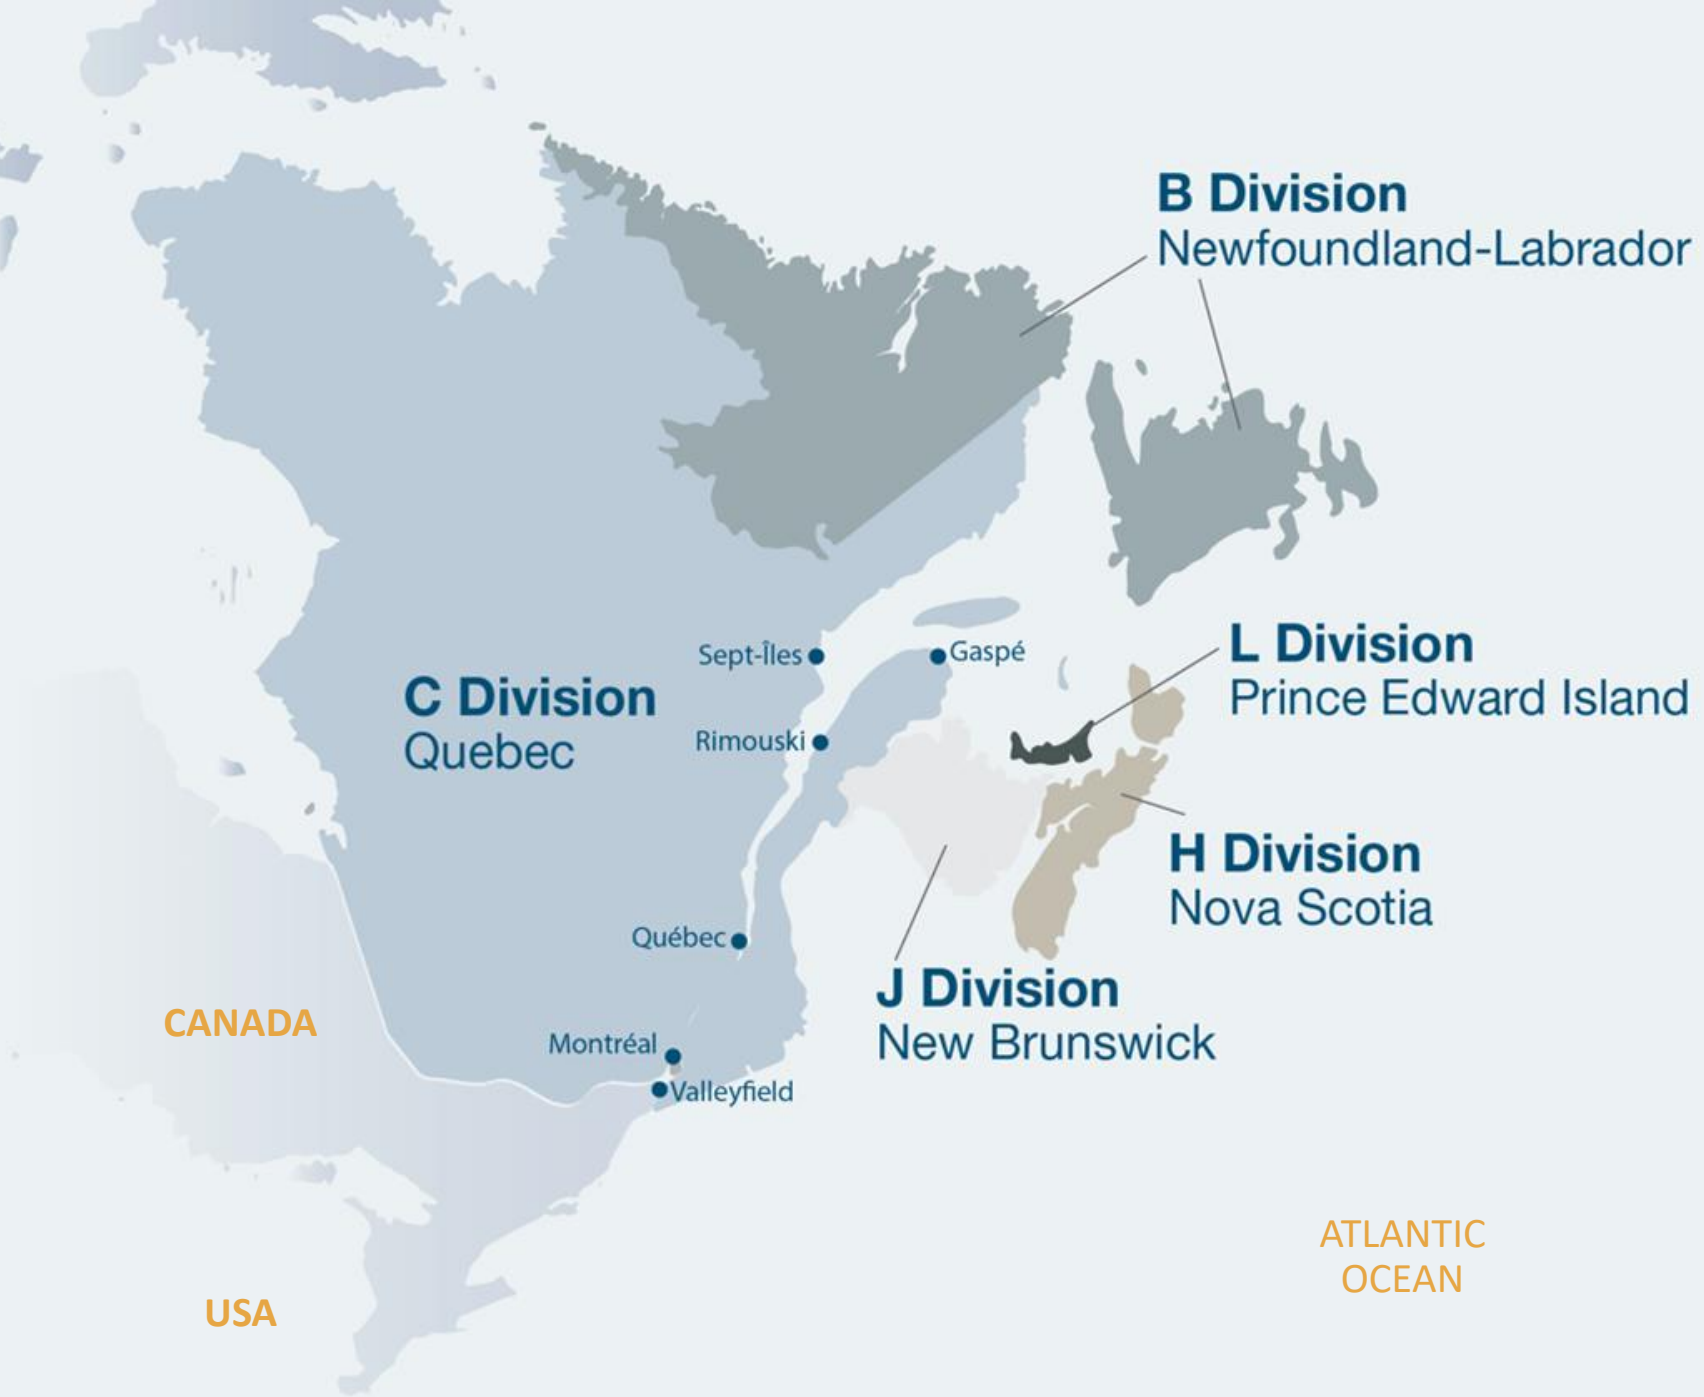 B Division
Newfoundland-Labrador
L Division
Prince Edward Island
Sept-Îles
Gaspé
C Division
Quebec
Rimouski
H Division
Nova Scotia
Québec
J Division
New Brunswick
CANADA
Montréal
Valleyfield
ATLANTIC
OCEAN
USA